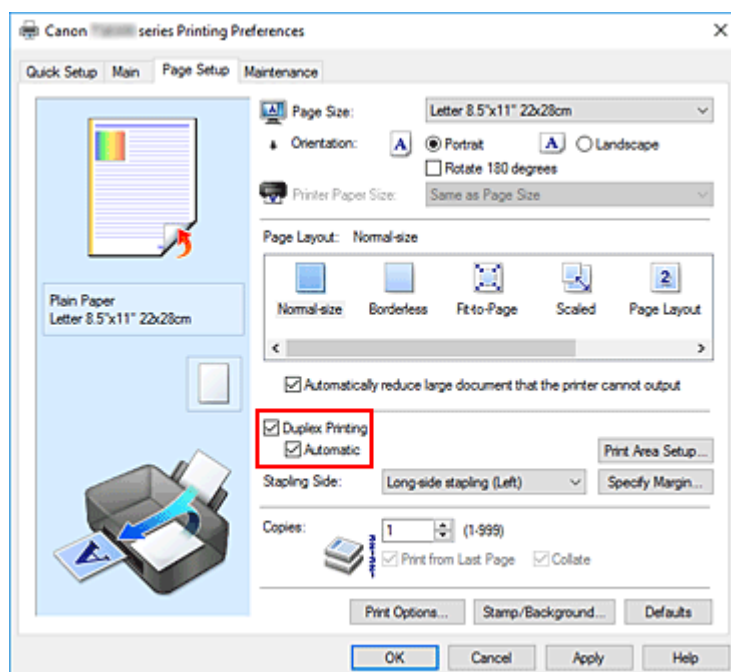 Canon series Printing Preferences
Quick Setup Main Page Setup Maintenance
Page Size: Letter 8.5"x11" 22x28cm
Orientation: A Portrait A Landscape
Rotate 180 degrees
Printer Paper Size: Same as Page Size
Page Layout: Normal-size
2
Normal-size Borderless Fit-to-Page Scaled Page Layout
Plain Paper
Letter 8.5"x11" 22x28cm
Automatically reduce large document that the printer cannot output
Duplex Printing
Automatic
Print Area Setup...
Stapling Side: Long-side stapling (Left) Specify Margin...
Copies: 1 (1-999)
Print from Last Page Collate
A
Print Options... Stamp/Background... Defaults
OK Cancel Apply Help